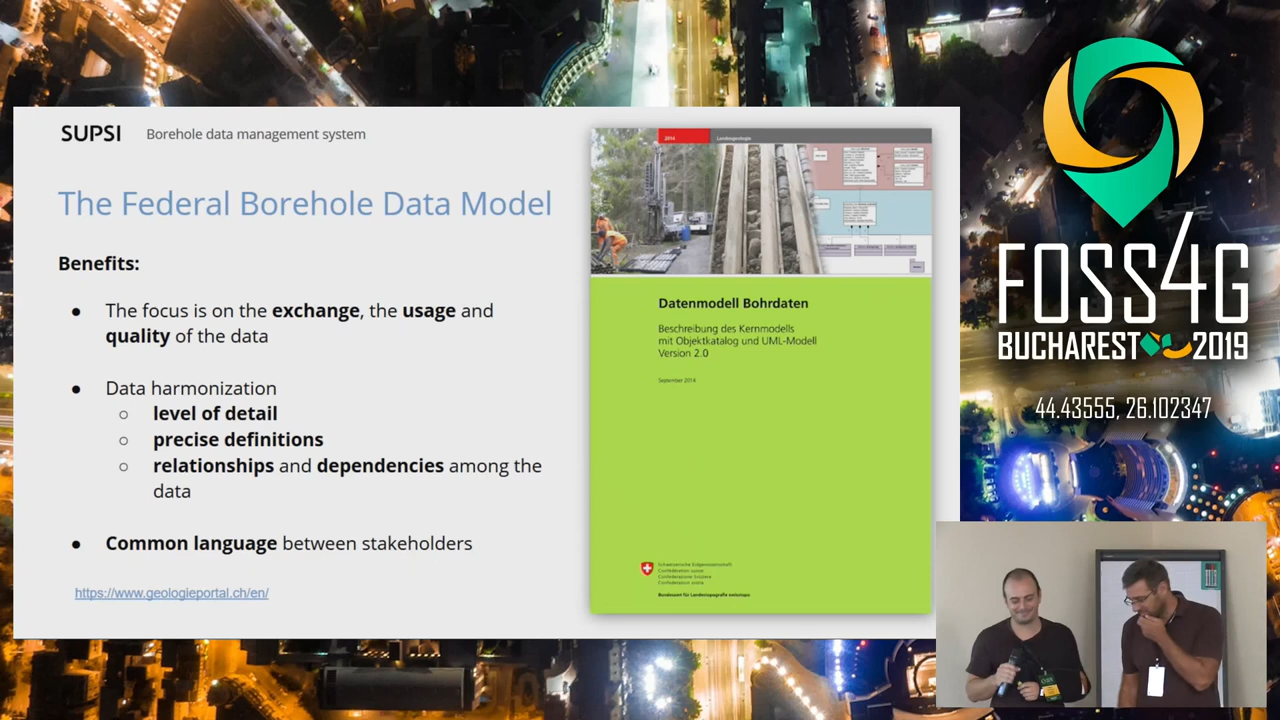 SUPSI Borehole data management system
The Federal Borehole Data Model
Benefits:
● The focus is on the exchange, the usage and
quality of the data
● Data harmonization
○ level of detail
○ precise definitions
○ relationships and dependencies among the
data
● Common language between stakeholders
https://www.geologieportal.ch/en/
2014 Landesgeologie
Datenmodell Bohrdaten
Beschreibung des Kernmodells
mit Objektkatalog und UML-Modell
Version 2.0
September 2014
Schweizerische Eidgenossenschaft
Confédération suisse
Confederazione Svizzera
Confederaziun svizra
Bundesamt für Landestopografie swisstopo
FOSS4G
BUCHAREST 2019
44.43555, 26.102347